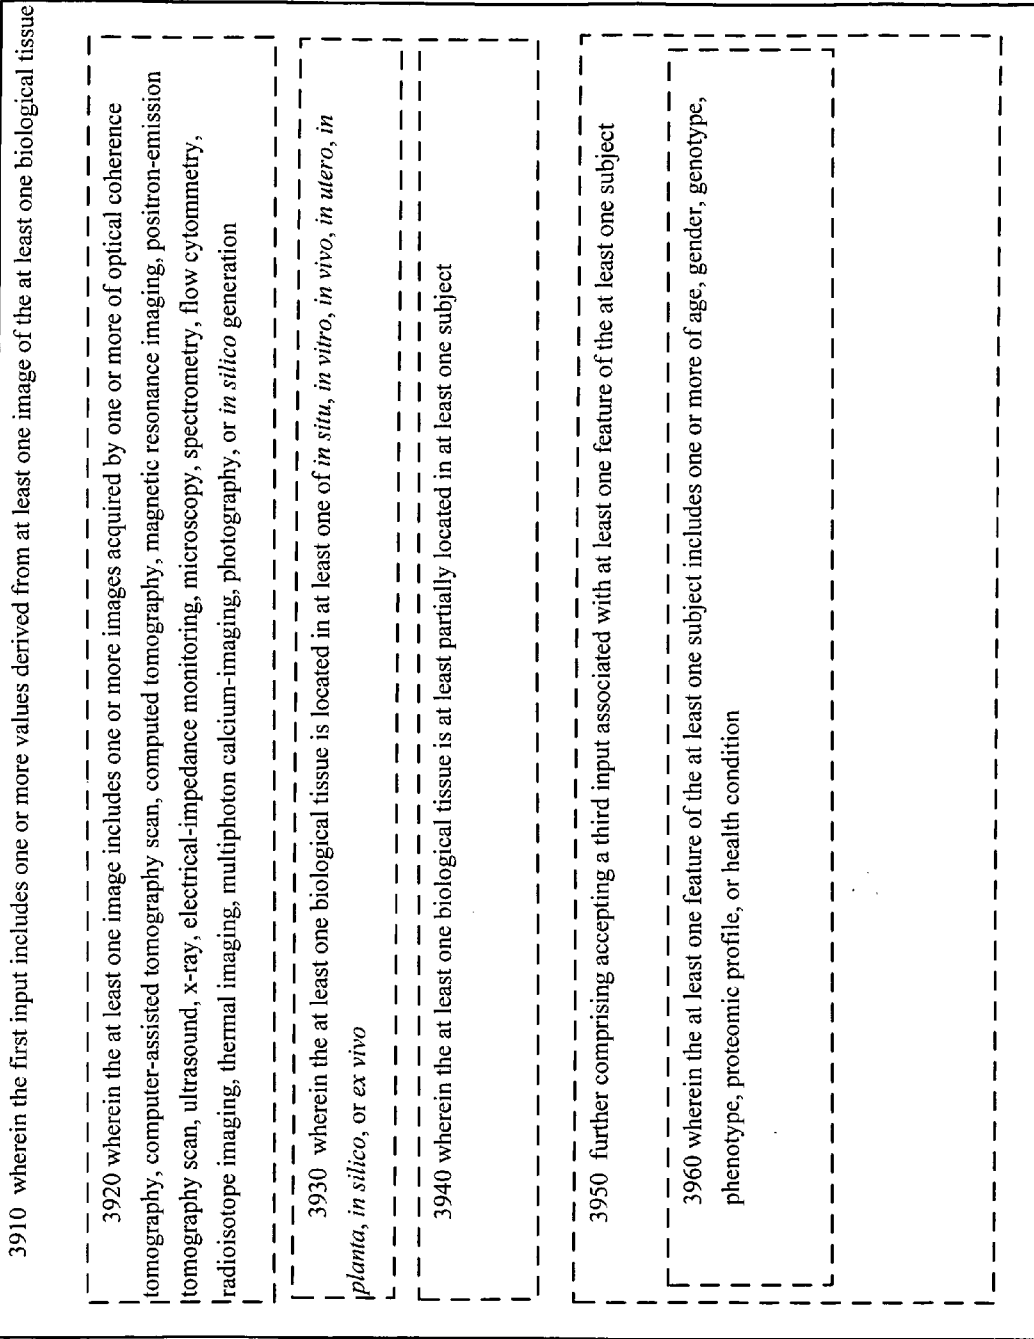 3910 wherein the first input includes one or more values derived from at least one image of the at least one biological tissue
3920 wherein the at least one image includes one or more images acquired by one or more of optical coherence
tomography, computer-assisted tomography scan, computed tomography, magnetic resonance imaging, positron-emission
tomography scan, ultrasound, x-ray, electrical-impedance monitoring, microscopy, spectrometry, flow cytommetry,
radioisotope imaging, thermal imaging, multiphoton calcium-imaging, photography, or in silico generation
3930 wherein the at least one biological tissue is located in at least one of in situ, in vitro, in vivo, in utero, in
planta, in silico, or ex vivo
3940 wherein the at least one biological tissue is at least partially located in at least one subject
3950 further comprising accepting a third input associated with at least one feature of the at least one subject
3960 wherein the at least one feature of the at least one subject includes one or more of age, gender, genotype,
phenotype, proteomic profile, or health condition